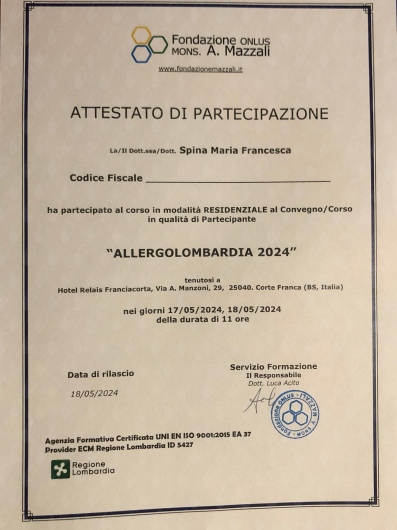 Fondazione ONLUS
MONS. A. Mazzali
www.fondazionemazzali.it
ATTESTATO DI PARTECIPAZIONE
La/Il Dott.ssa/Dott. Spina Maria Francesca
Codice Fiscale
ha partecipato al corso in modalità RESIDENZIALE al Convegno/Corso
in qualità di Partecipante
“ALLERGOLOMBARDIA 2024”
tenutosi a
Hotel Relais Franciacorta, Via A. Manzoni, 29, 25040. Corte Franca (BS, Italia)
nei giorni 17/05/2024, 18/05/2024
della durata di 11 ore
Data di rilascio
18/05/2024
Servizio Formazione
Il Responsabile
Dott. Luca Acito
Agenzia Formativa Certificata UNI EN ISO 9001:2015 EA 37
Provider ECM Regione Lombardia ID 5427
Regione
Lombardia